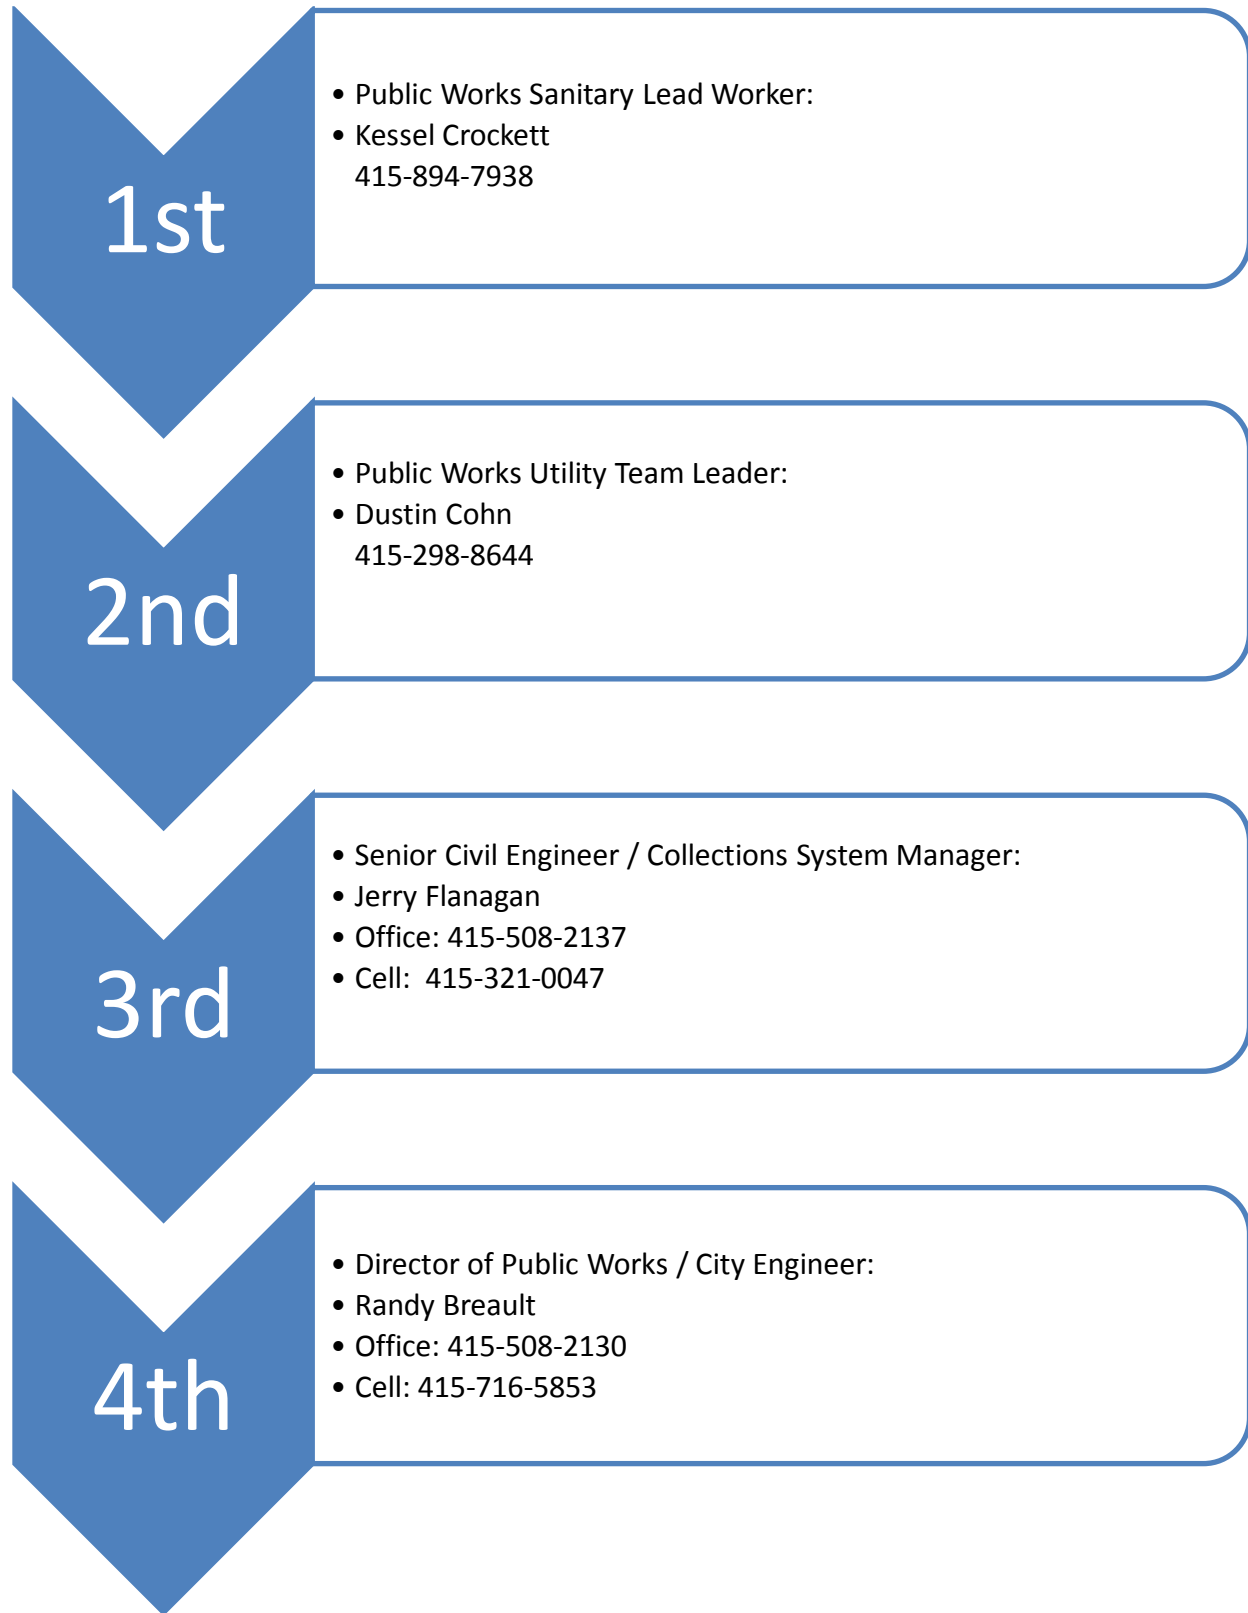 1st
• Public Works Sanitary Lead Worker:
• Kessel Crockett
415-894-7938
2nd
• Public Works Utility Team Leader:
• Dustin Cohn
415-298-8644
3rd
• Senior Civil Engineer / Collections System Manager:
• Jerry Flanagan
• Office: 415-508-2137
• Cell:  415-321-0047
4th
• Director of Public Works / City Engineer:
• Randy Breault
• Office: 415-508-2130
• Cell: 415-716-5853